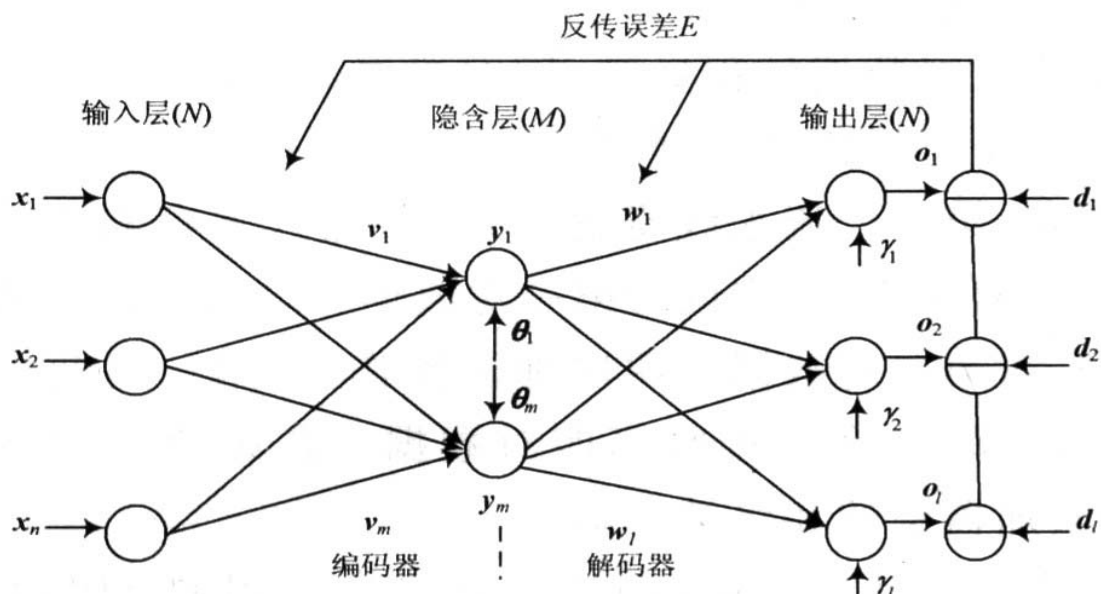 反传误差E
输入层(N)
隐含层(M)
输出层(N)
x₁
v₁
y₁
w₁
o₁
d₁
γ₁
x₂
θ₁
θₘ
o₂
d₂
γ₂
xₙ
vₘ
yₘ
wₗ
oₗ
dₗ
γₗ
编码器
解码器